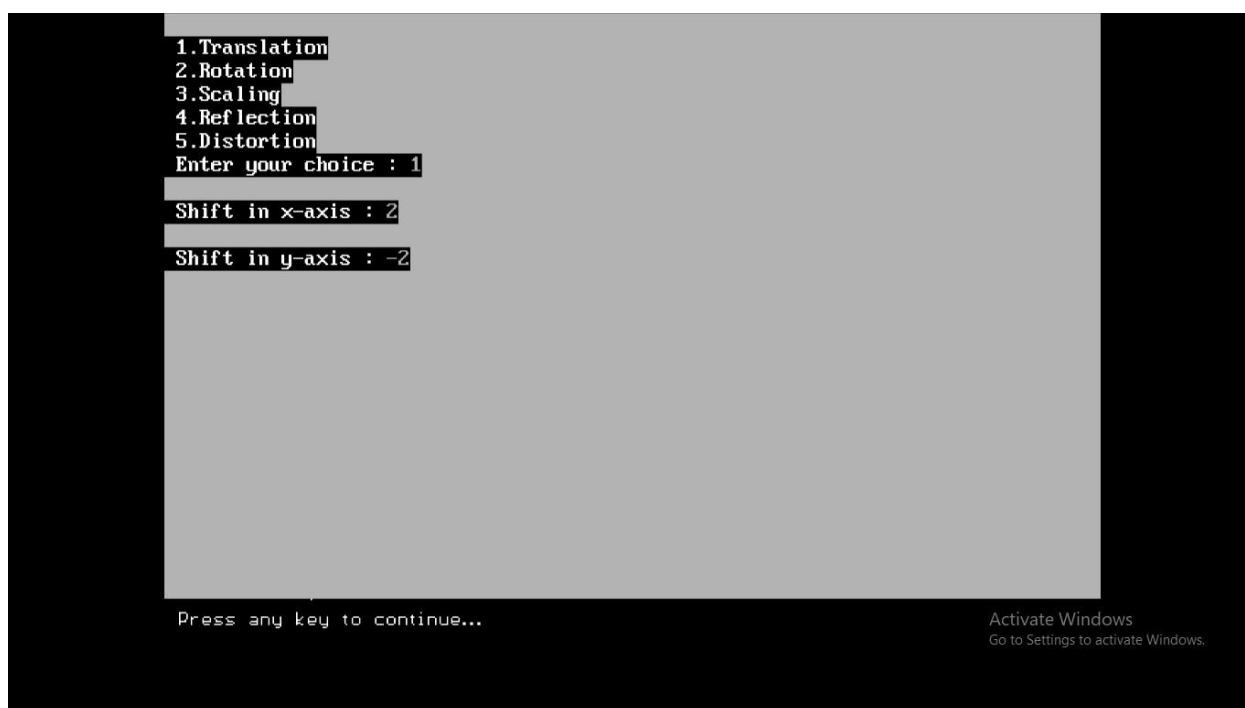 1.Translation
2.Rotation
3.Scaling
4.Reflection
5.Distortion
Enter your choice : 1
Shift in x-axis : 2
Shift in y-axis : -2
Press any key to continue...
Activate Windows
Go to Settings to activate Windows.